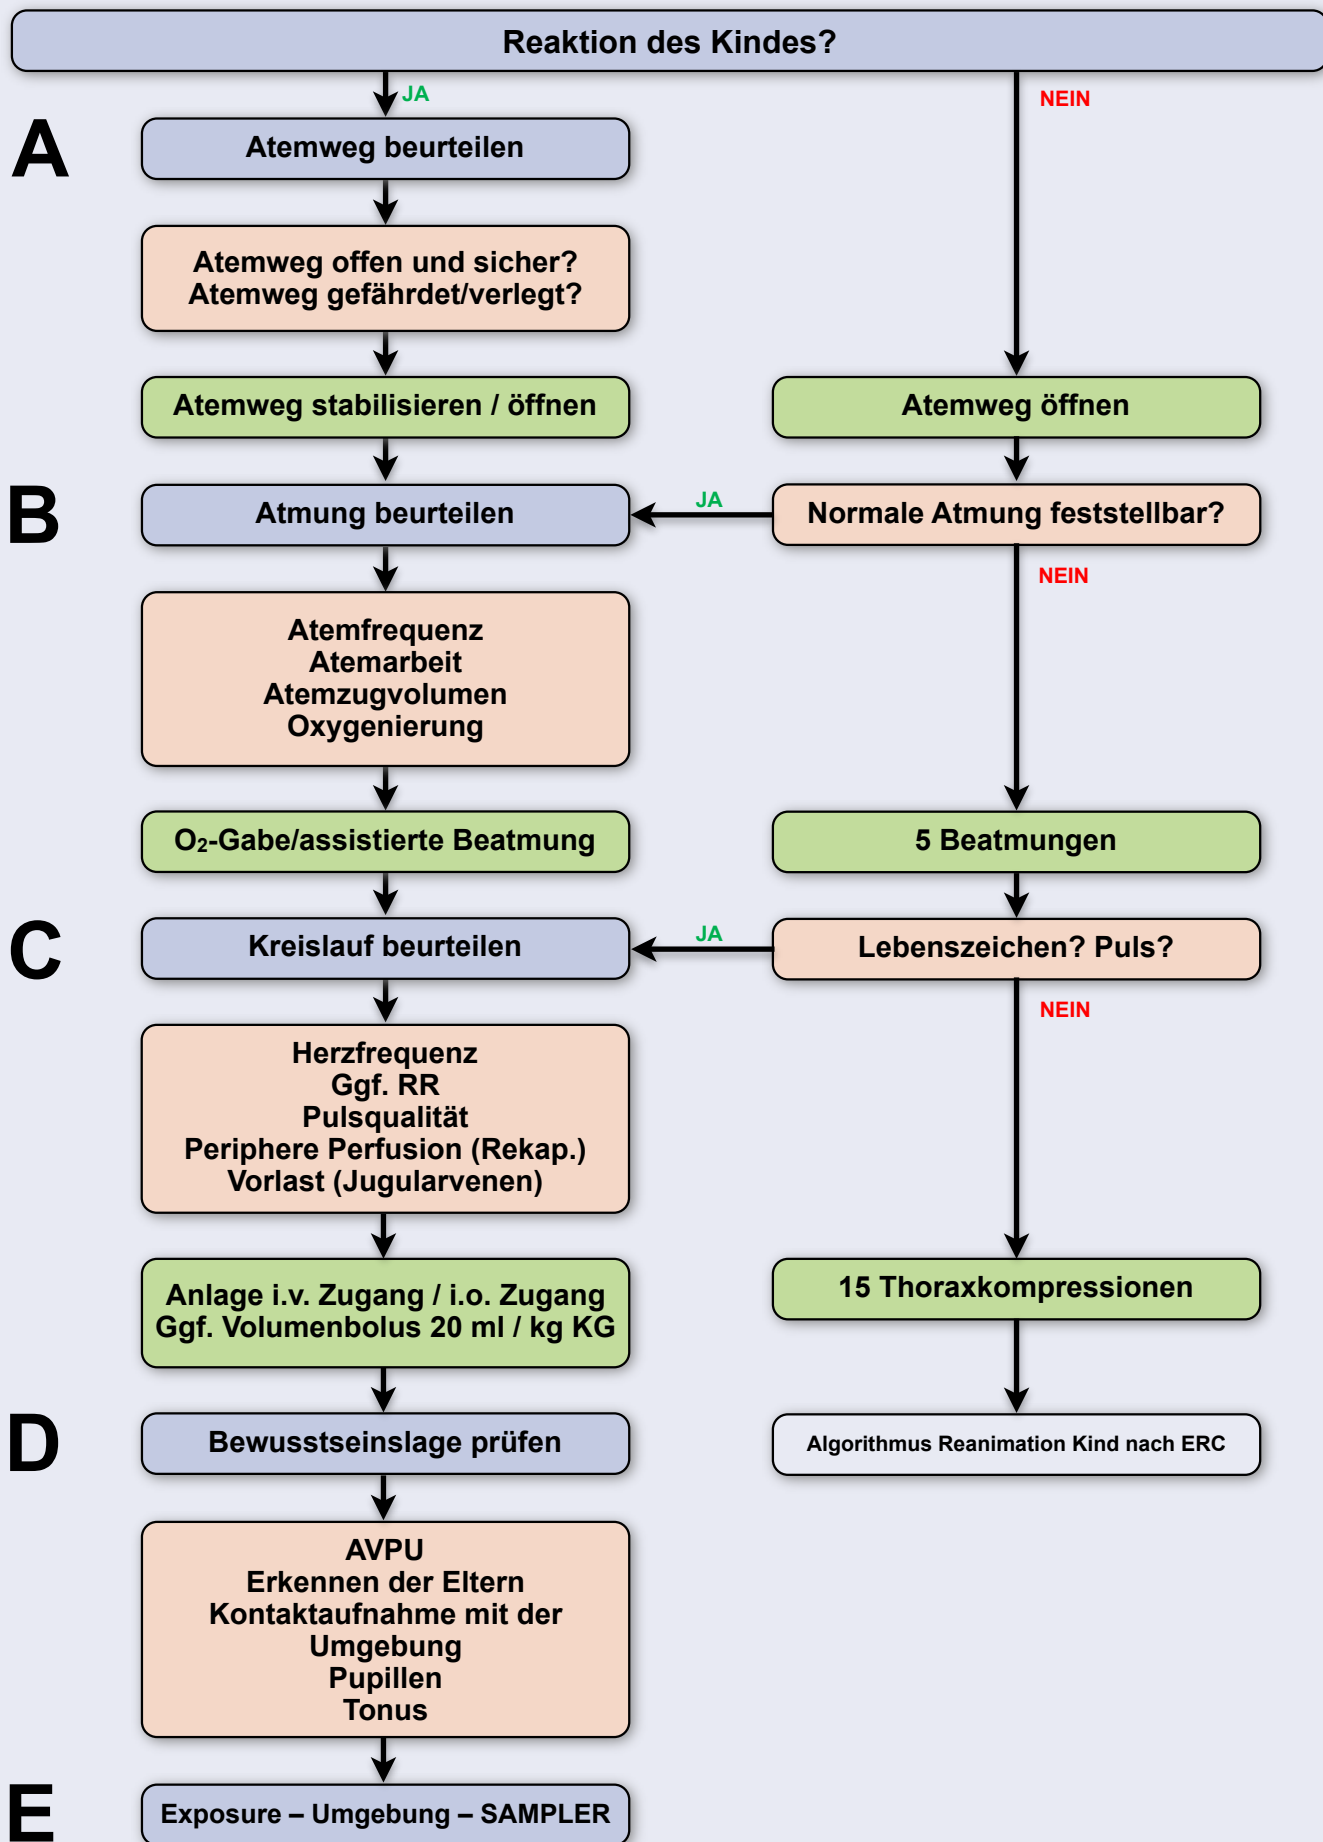 Reaktion des Kindes?
JA
NEIN
A
Atemweg beurteilen
Atemweg offen und sicher?
Atemweg gefährdet/verlegt?
Atemweg stabilisieren / öffnen
Atemweg öffnen
B
Atmung beurteilen
JA
Normale Atmung feststellbar?
NEIN
Atemfrequenz
Atemarbeit
Atemzugvolumen
Oxygenierung
O₂-Gabe/assistierte Beatmung
5 Beatmungen
C
Kreislauf beurteilen
JA
Lebenszeichen? Puls?
NEIN
Herzfrequenz
Ggf. RR
Pulsqualität
Periphere Perfusion (Rekap.)
Vorlast (Jugularvenen)
Anlage i.v. Zugang / i.o. Zugang
Ggf. Volumenbolus 20 ml / kg KG
15 Thoraxkompressionen
D
Bewusstseinslage prüfen
Algorithmus Reanimation Kind nach ERC
AVPU
Erkennen der Eltern
Kontaktaufnahme mit der
Umgebung
Pupillen
Tonus
E
Exposure – Umgebung – SAMPLER